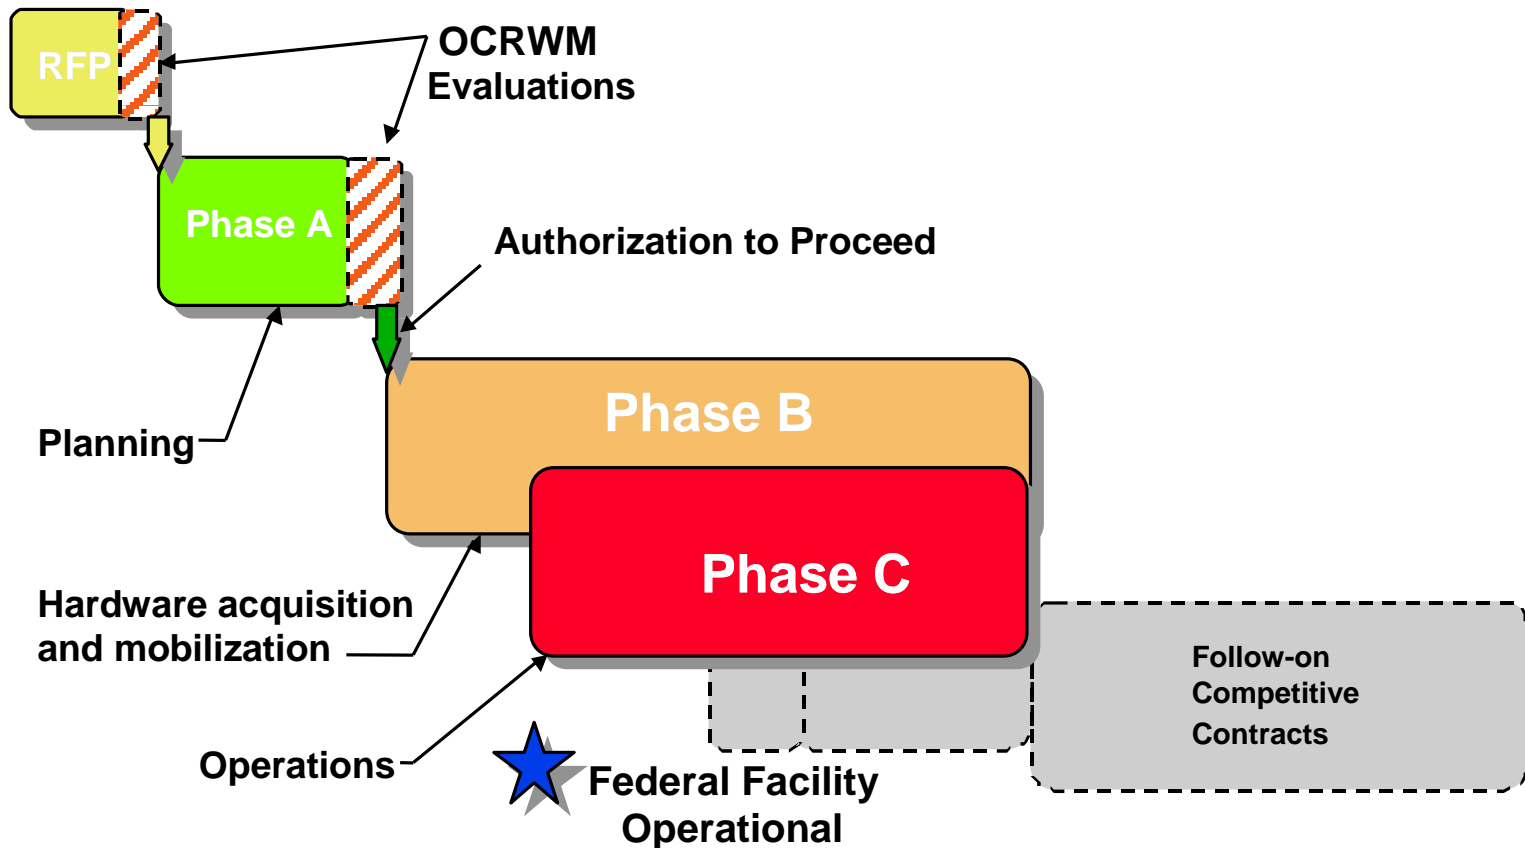 RFP
OCRWM
Evaluations
Phase A
Authorization to Proceed
Phase B
Planning
Phase C
Hardware acquisition
and mobilization
Follow-on
Competitive
Contracts
Operations
Federal Facility
Operational